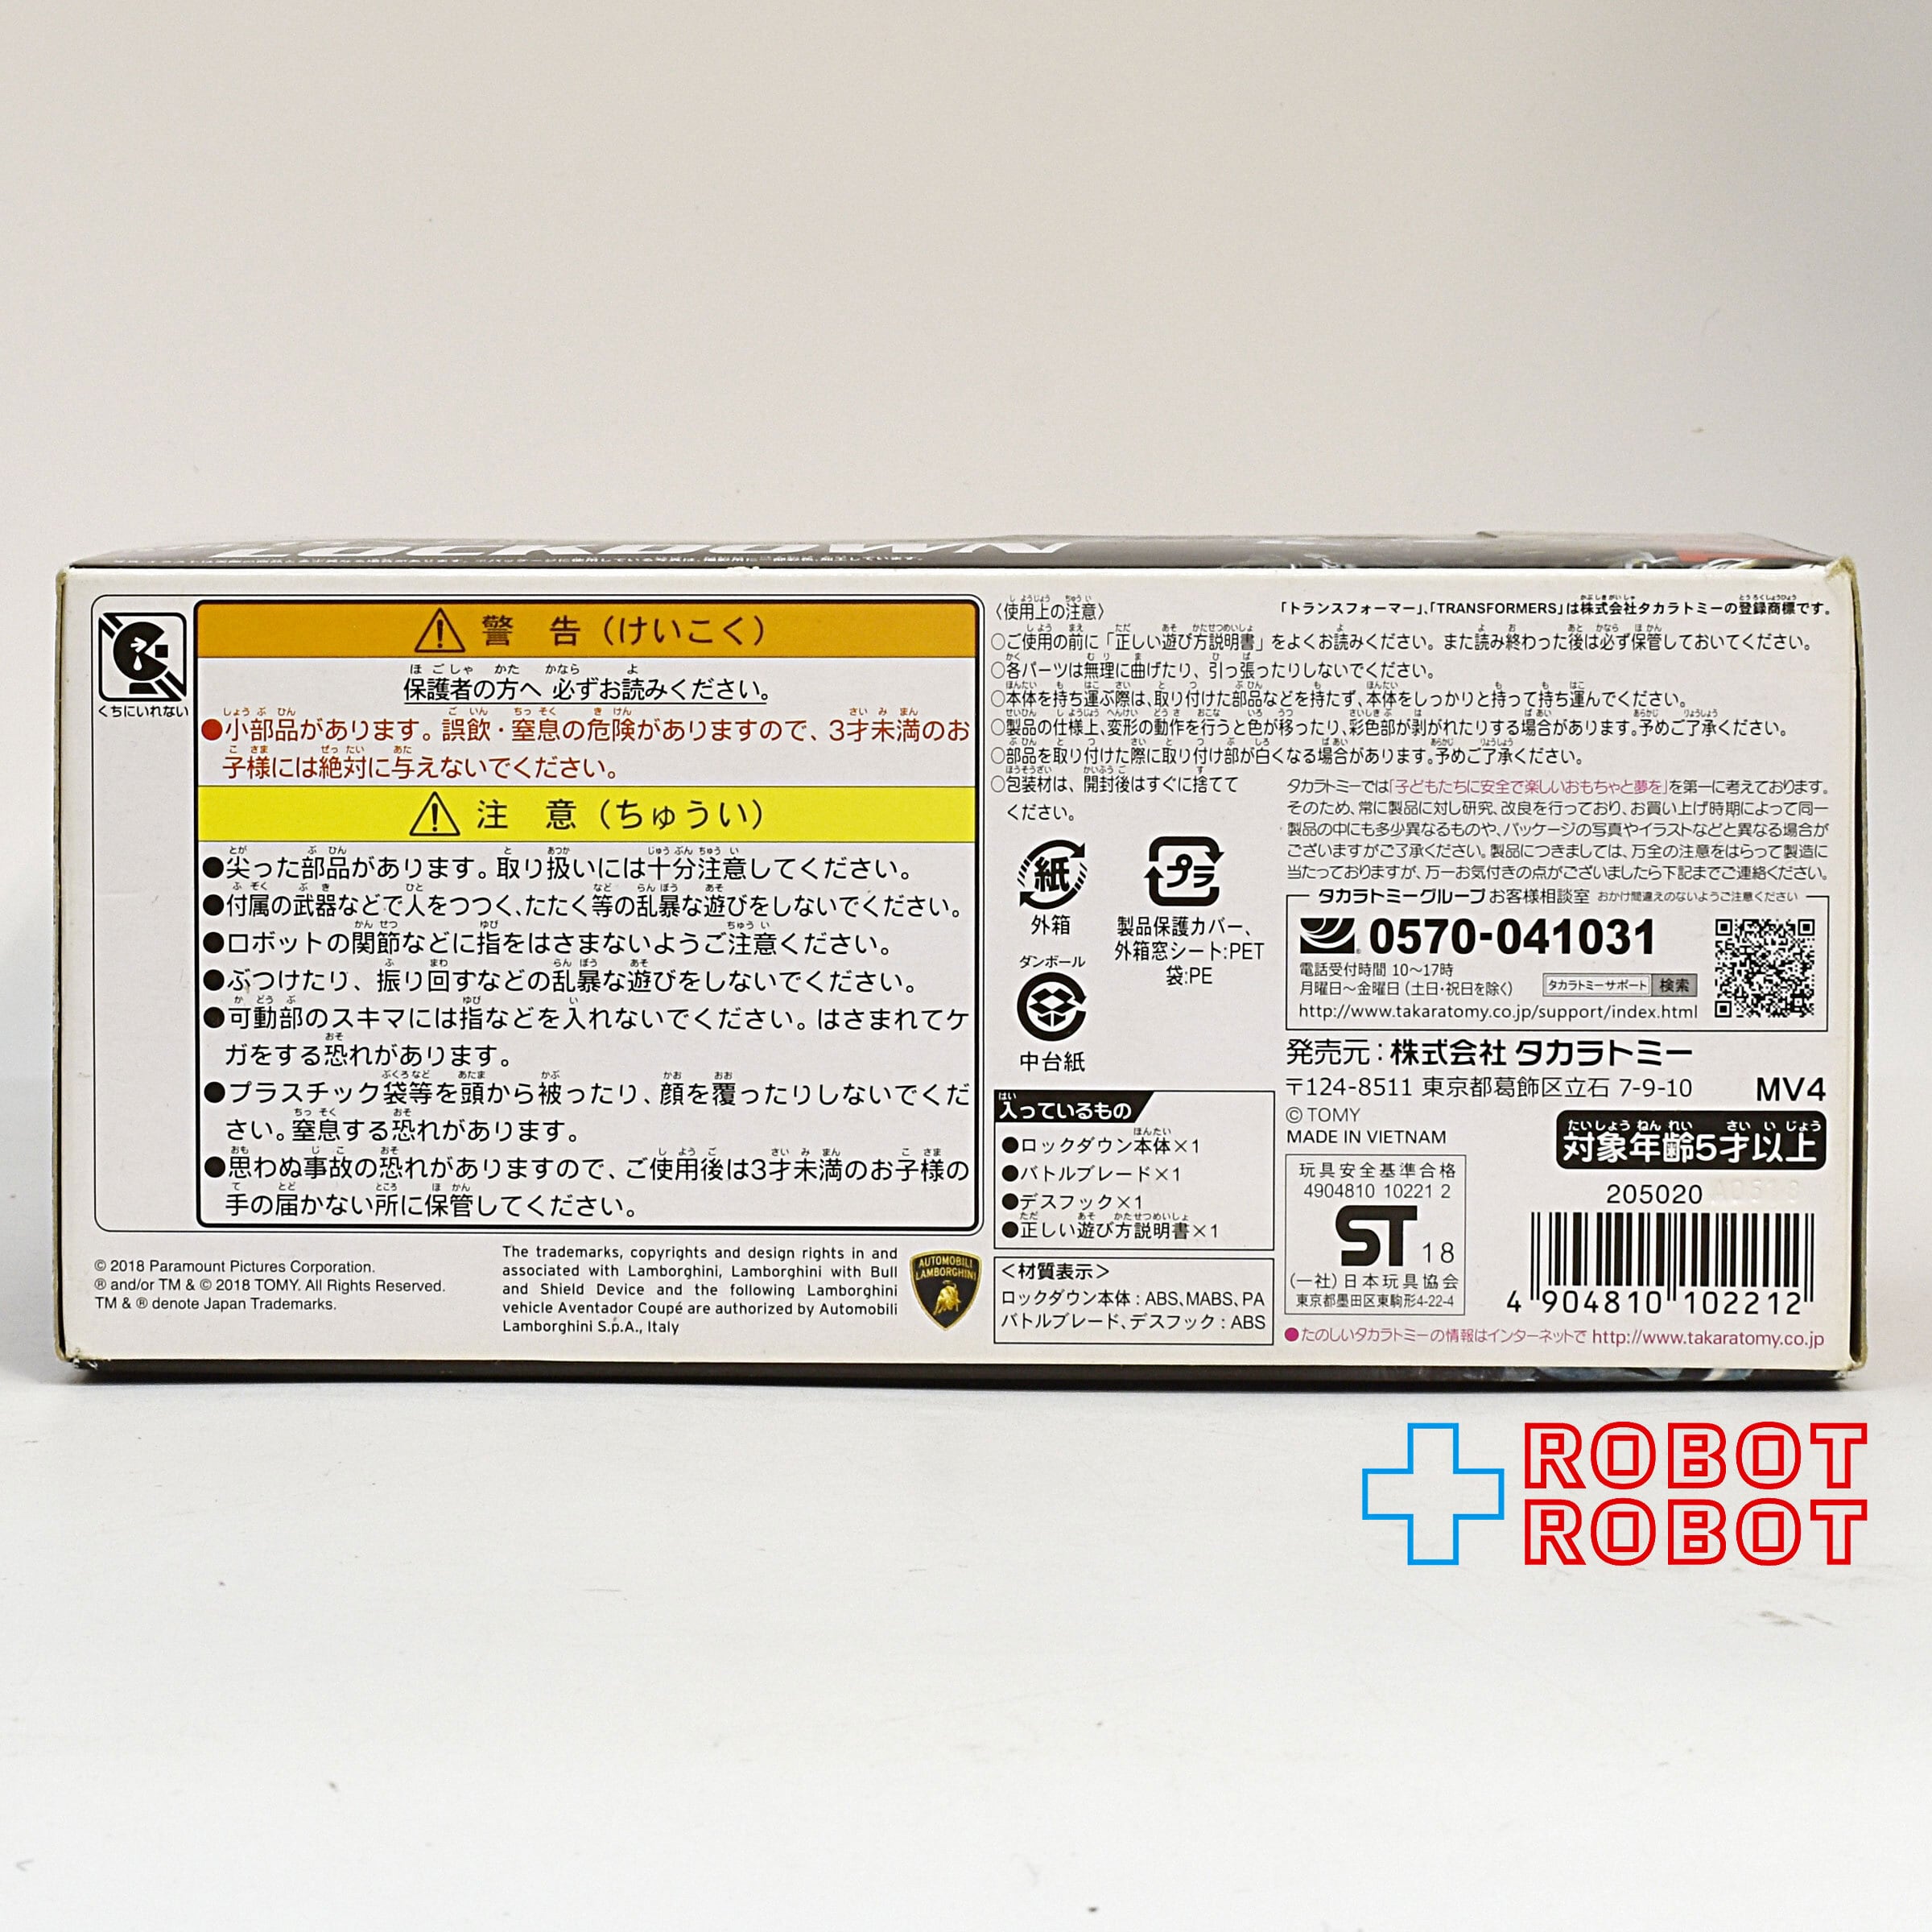 くちにいれない
警 告（けいこく）
保護者の方へ 必ずお読みください。
●小部品があります。誤飲・窒息の危険がありますので、3才未満のお
子様には絶対に与えないでください。
注 意（ちゅうい）
●尖った部品があります。取り扱いには十分注意してください。
●付属の武器などで人をつつく、たたく等の乱暴な遊びをしないでください。
●ロボットの関節などに指をはさまないようご注意ください。
●ぶつけたり、振り回すなどの乱暴な遊びをしないでください。
●可動部のスキマには指などを入れないでください。はさまれてケ
ガをする恐れがあります。
●プラスチック袋等を頭から被ったり、顔を覆ったりしないでくだ
さい。窒息する恐れがあります。
●思わぬ事故の恐れがありますので、ご使用後は3才未満のお子様の
手の届かない所に保管してください。
© 2018 Paramount Pictures Corporation.
® and/or TM & © 2018 TOMY. All Rights Reserved.
TM & ® denote Japan Trademarks.
The trademarks, copyrights and design rights in and
associated with Lamborghini, Lamborghini with Bull
and Shield Device and the following Lamborghini
vehicle Aventador Coupé are authorized by Automobili
Lamborghini S.p.A., Italy
AUTOMOBILI
LAMBORGHINI
〈使用上の注意〉
「トランスフォーマー」、「TRANSFORMERS」は株式会社タカラトミーの登録商標です。
○ご使用の前に「正しい遊び方説明書」をよくお読みください。また読み終わった後は必ず保管しておいてください。
○各パーツは無理に曲げたり、引っ張ったりしないでください。
○本体を持ち運ぶ際は、取り付けた部品などを持たず、本体をしっかりと持って持ち運んでください。
○製品の仕様上、変形の動作を行うと色が移ったり、彩色部が剥がれたりする場合があります。予めご了承ください。
○部品を取り付けた際に取り付け部が白くなる場合があります。予めご了承ください。
○包装材は、開封後はすぐに捨てて
ください。
紙
外箱
プラ
製品保護カバー、
外箱窓シート：PET
袋：PE
ダンボール
中台紙
入っているもの
●ロックダウン本体×1
●バトルブレード×1
●デスフック×1
●正しい遊び方説明書×1
＜材質表示＞
ロックダウン本体：ABS、MABS、PA
バトルブレード、デスフック：ABS
タカラトミーでは「子どもたちに安全で楽しいおもちゃと夢を」を第一に考えております。
そのため、常に製品に対し研究、改良を行っており、お買い上げ時期によって同一
製品の中にも多少異なるものや、パッケージの写真やイラストなどと異なる場合が
ございますがご了承ください。製品につきましては、万全の注意をはらって製造に
当たっておりますが、万一お気付きの点がございましたら下記までご連絡ください。
タカラトミーグループお客様相談室 おかけ間違えのないようご注意ください
0570-041031
電話受付時間 10～17時
月曜日～金曜日（土日・祝日を除く）
タカラトミーサポート 検索
http://www.takaratomy.co.jp/support/index.html
発売元：株式会社 タカラトミー
〒124-8511 東京都葛飾区立石 7-9-10 MV4
© TOMY
MADE IN VIETNAM
対象年齢5才以上
玩具安全基準合格
4904810 10221 2
ST 18
（一社）日本玩具協会
東京都墨田区東駒形4-22-4
205020
4 904810 102212
●たのしいタカラトミーの情報はインターネットで http://www.takaratomy.co.jp
ROBOT
ROBOT